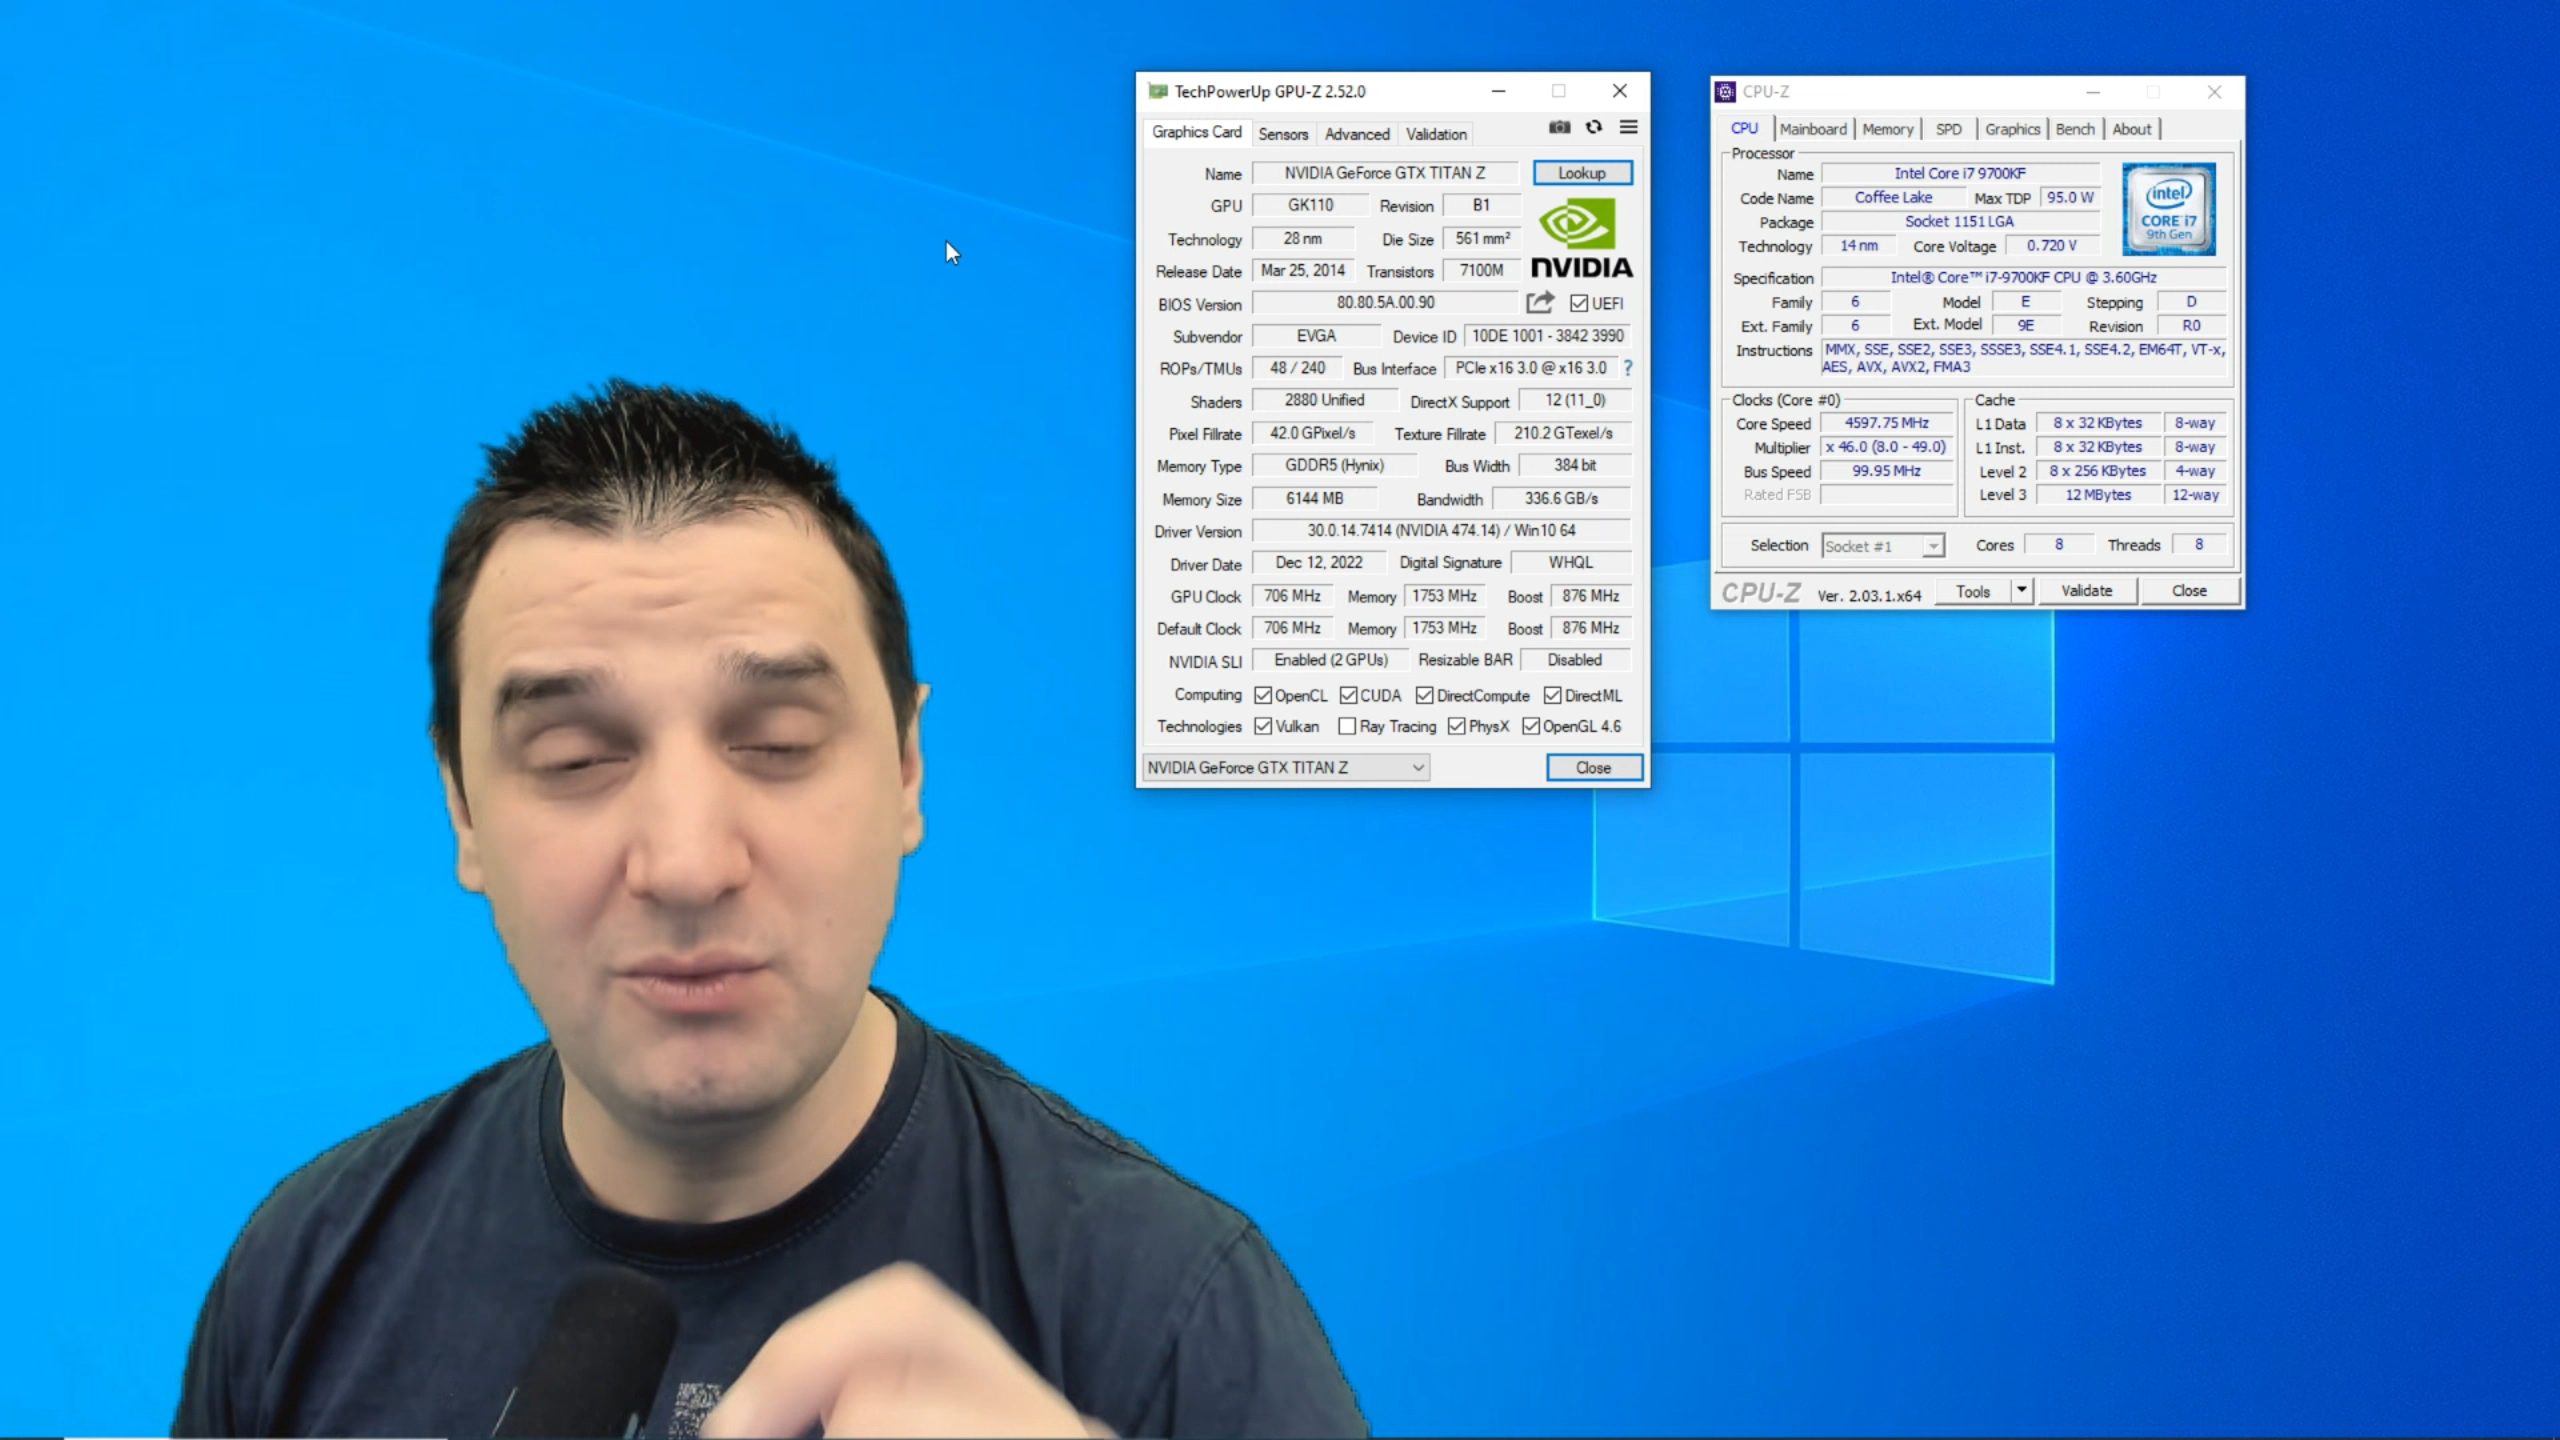 TechPowerUp GPU-Z 2.52.0
Graphics Card Sensors Advanced Validation
Name NVIDIA GeForce GTX TITAN Z Lookup
GPU GK110 Revision B1
Technology 28 nm Die Size 561 mm²
Release Date Mar 25, 2014 Transistors 7100M
NVIDIA
BIOS Version 80.80.5A.00.90 UEFI
Subvendor EVGA Device ID 10DE 1001 - 3842 3990
ROPs/TMUs 48 / 240 Bus Interface PCIe x16 3.0 @ x16 3.0 ?
Shaders 2880 Unified DirectX Support 12 (11_0)
Pixel Fillrate 42.0 GPixel/s Texture Fillrate 210.2 GTexel/s
Memory Type GDDR5 (Hynix) Bus Width 384 bit
Memory Size 6144 MB Bandwidth 336.6 GB/s
Driver Version 30.0.14.7414 (NVIDIA 474.14) / Win10 64
Driver Date Dec 12, 2022 Digital Signature WHQL
GPU Clock 706 MHz Memory 1753 MHz Boost 876 MHz
Default Clock 706 MHz Memory 1753 MHz Boost 876 MHz
NVIDIA SLI Enabled (2 GPUs) Resizable BAR Disabled
Computing OpenCL CUDA DirectCompute DirectML
Technologies Vulkan Ray Tracing PhysX OpenGL 4.6
NVIDIA GeForce GTX TITAN Z Close
CPU-Z
CPU Mainboard Memory SPD Graphics Bench About
Processor
Name Intel Core i7 9700KF
Code Name Coffee Lake Max TDP 95.0 W
Package Socket 1151 LGA
Technology 14 nm Core Voltage 0.720 V
intel
CORE i7
9th Gen
Specification Intel® Core™ i7-9700KF CPU @ 3.60GHz
Family 6 Model E Stepping D
Ext. Family 6 Ext. Model 9E Revision R0
Instructions MMX, SSE, SSE2, SSE3, SSSE3, SSE4.1, SSE4.2, EM64T, VT-x,
AES, AVX, AVX2, FMA3
Clocks (Core #0)
Core Speed 4597.75 MHz
Multiplier x 46.0 (8.0 - 49.0)
Bus Speed 99.95 MHz
Rated FSB
Cache
L1 Data 8 x 32 KBytes 8-way
L1 Inst. 8 x 32 KBytes 8-way
Level 2 8 x 256 KBytes 4-way
Level 3 12 MBytes 12-way
Selection Socket #1 Cores 8 Threads 8
CPU-Z Ver. 2.03.1.x64 Tools Validate Close